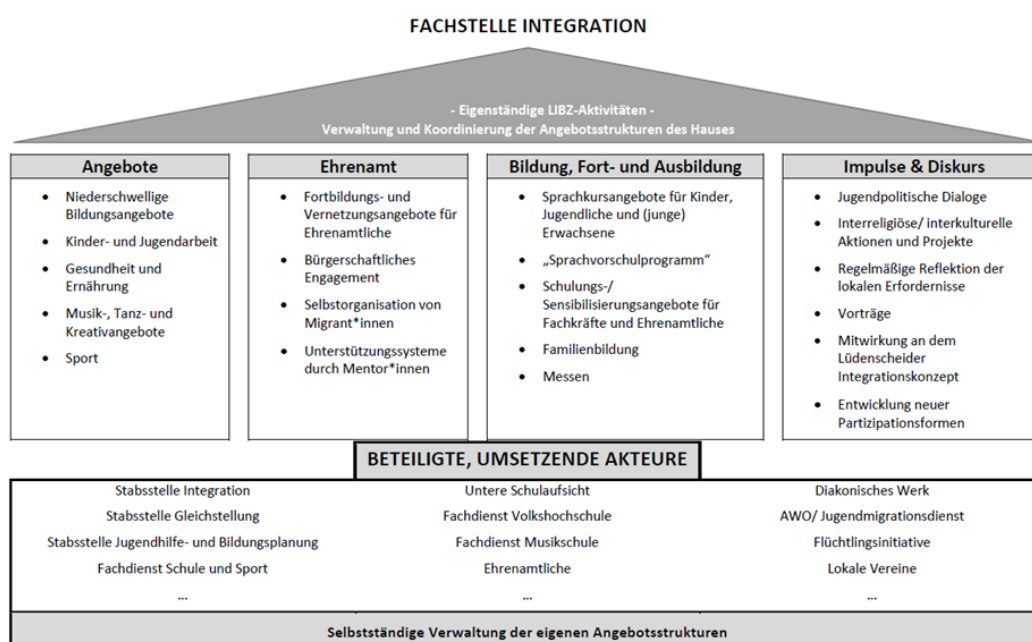 FACHSTELLE INTEGRATION
- Eigenständige LIBZ-Aktivitäten -
Verwaltung und Koordinierung der Angebotsstrukturen des Hauses
Angebote
• Niederschwellige
Bildungsangebote
• Kinder- und Jugendarbeit
• Gesundheit und
Ernährung
• Musik-, Tanz- und
Kreativangebote
• Sport
Ehrenamt
• Fortbildungs- und
Vernetzungsangebote für
Ehrenamtliche
• Bürgerschaftliches
Engagement
• Selbstorganisation von
Migrant*innen
• Unterstützungssysteme
durch Mentor*innen
Bildung, Fort- und Ausbildung
• Sprachkursangebote für Kinder,
Jugendliche und (junge)
Erwachsene
• „Sprachvorschulprogramm“
• Schulungs-/
Sensibilisierungsangebote für
Fachkräfte und Ehrenamtliche
• Familienbildung
• Messen
Impulse & Diskurs
• Jugendpolitische Dialoge
• Interreligiöse/ interkulturelle
Aktionen und Projekte
• Regelmäßige Reflektion der
lokalen Erfordernisse
• Vorträge
• Mitwirkung an dem
Lüdenscheider
Integrationskonzept
• Entwicklung neuer
Partizipationsformen
BETEILIGTE, UMSETZENDE AKTEURE
Stabsstelle Integration
Stabsstelle Gleichstellung
Stabsstelle Jugendhilfe- und Bildungsplanung
Fachdienst Schule und Sport
...
Untere Schulaufsicht
Fachdienst Volkshochschule
Fachdienst Musikschule
Ehrenamtliche
...
Diakonisches Werk
AWO/ Jugendmigrationsdienst
Flüchtlingsinitiative
Lokale Vereine
...
Selbstständige Verwaltung der eigenen Angebotsstrukturen